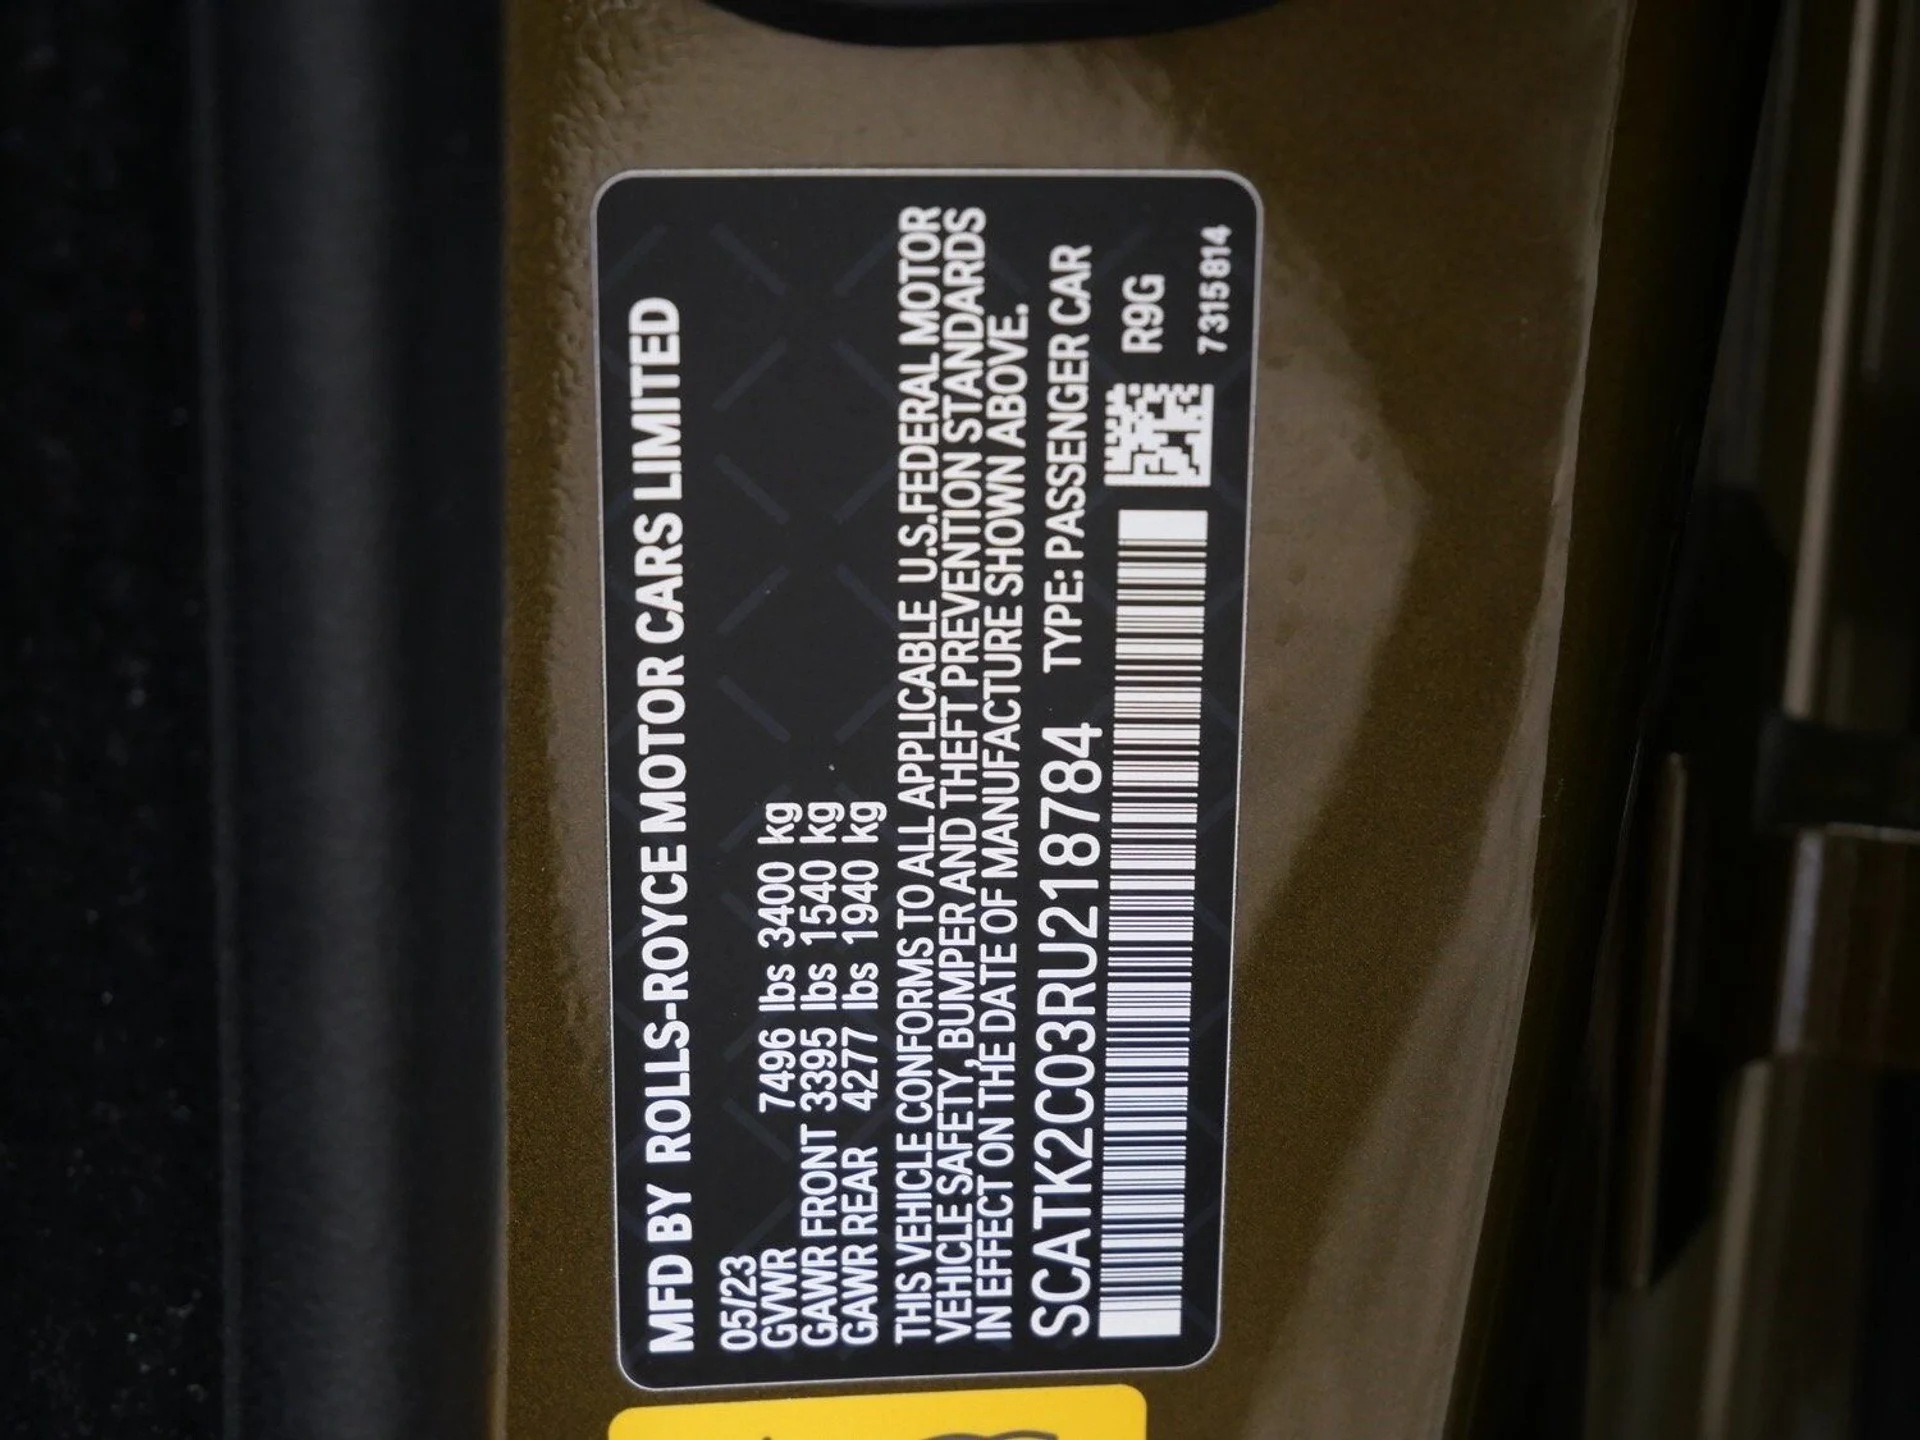 MFD BY ROLLS-ROYCE MOTOR CARS LIMITED
05/23
GVWR 7496 lbs 3400 kg
GAWR FRONT 3395 lbs 1540 kg
GAWR REAR 4277 lbs 1940 kg
THIS VEHICLE CONFORMS TO ALL APPLICABLE U.S.FEDERAL MOTOR
VEHICLE SAFETY, BUMPER AND THEFT PREVENTION STANDARDS
IN EFFECT ON THE DATE OF MANUFACTURE SHOWN ABOVE.
SCATK2C03RU218784 TYPE: PASSENGER CAR
R9G
7315814